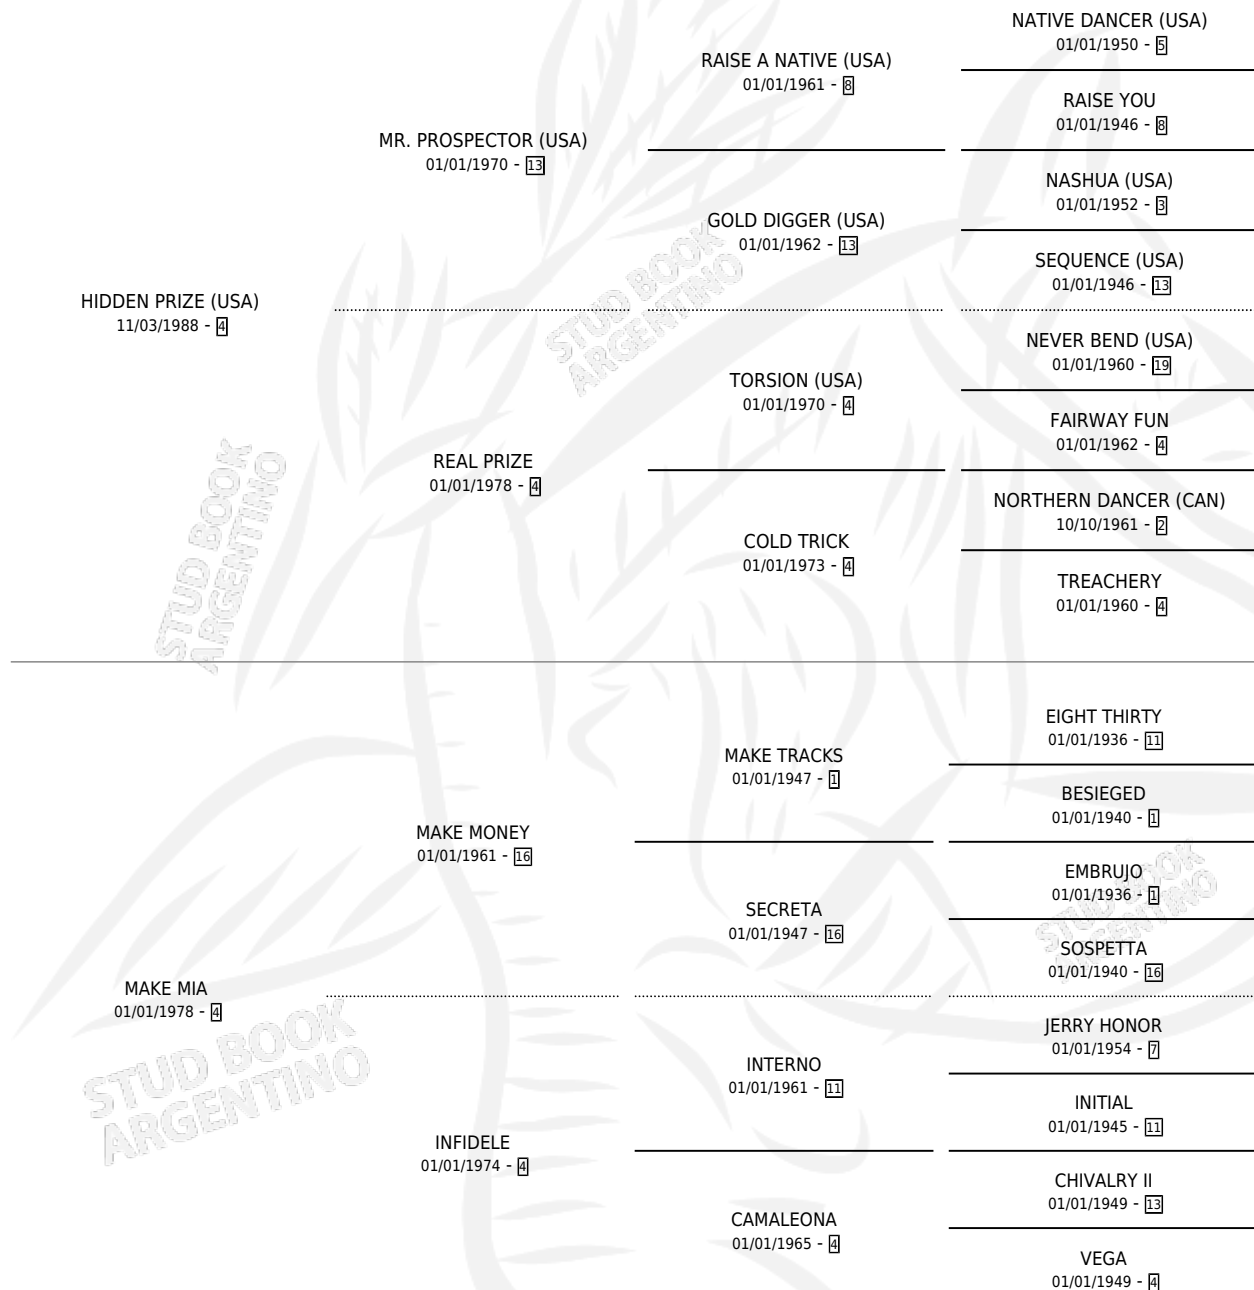 NATIVE DANCER (USA)
01/01/1950 - 5
RAISE A NATIVE (USA)
01/01/1961 - 8
RAISE YOU
01/01/1946 - 8
MR. PROSPECTOR (USA)
01/01/1970 - 13
NASHUA (USA)
01/01/1952 - 3
GOLD DIGGER (USA)
01/01/1962 - 13
SEQUENCE (USA)
01/01/1946 - 13
HIDDEN PRIZE (USA)
11/03/1988 - 4
STUD BOOK
ARGENTINO
NEVER BEND (USA)
01/01/1960 - 19
TORSION (USA)
01/01/1970 - 4
FAIRWAY FUN
01/01/1962 - 4
REAL PRIZE
01/01/1978 - 4
NORTHERN DANCER (CAN)
10/10/1961 - 2
COLD TRICK
01/01/1973 - 4
TREACHERY
01/01/1960 - 4
STUD BOOK
ARGENTINO
EIGHT THIRTY
01/01/1936 - 11
MAKE TRACKS
01/01/1947 - 1
BESIEGED
01/01/1940 - 1
MAKE MONEY
01/01/1961 - 16
EMBRUJO
01/01/1936 - 1
SECRETA
01/01/1947 - 16
SOSPETTA
01/01/1940 - 16
STUD BOOK
ARGENTINO
MAKE MIA
01/01/1978 - 4
JERRY HONOR
01/01/1954 - 7
INTERNO
01/01/1961 - 11
INITIAL
01/01/1945 - 11
STUD BOOK
ARGENTINO
INFIDELE
01/01/1974 - 4
CHIVALRY II
01/01/1949 - 13
CAMALEONA
01/01/1965 - 4
VEGA
01/01/1949 - 4